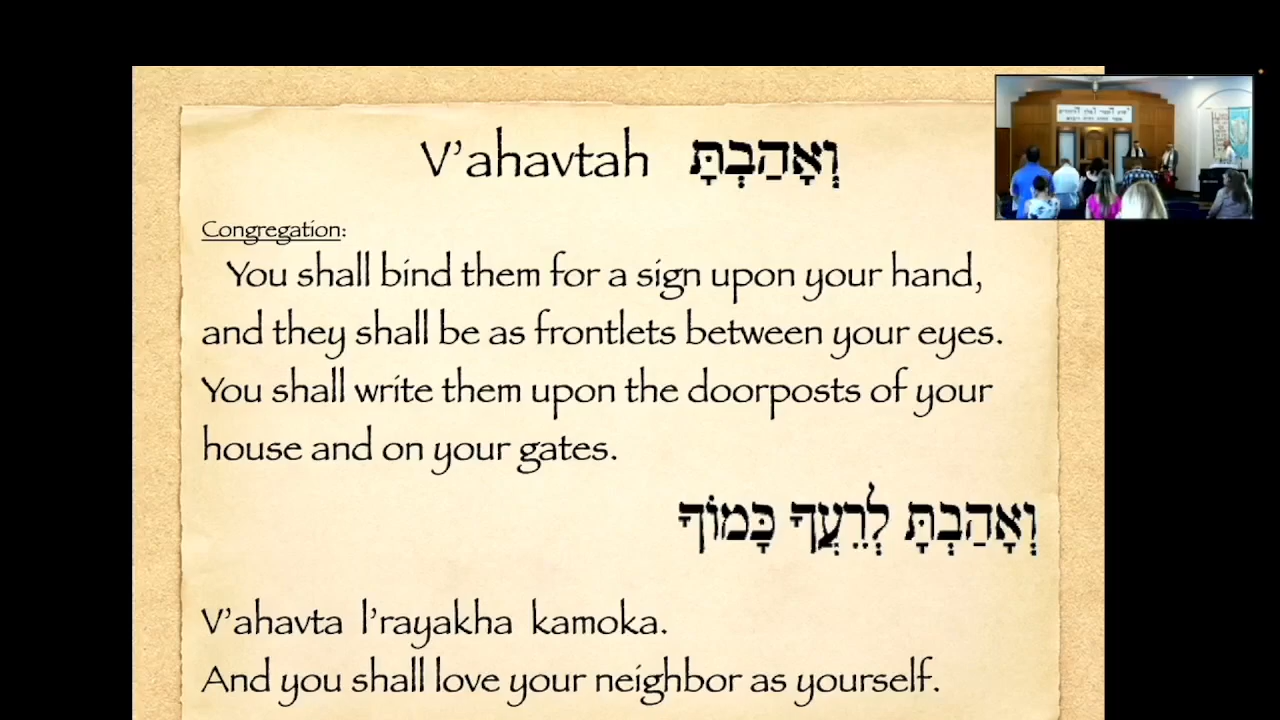 V'ahavtah וְאָהַבְתָּ
Congregation:
You shall bind them for a sign upon your hand,
and they shall be as frontlets between your eyes.
You shall write them upon the doorposts of your
house and on your gates.
וְאָהַבְתָּ לְרֵעֲךָ כָּמוֹךָ
V'ahavta l'rayakha kamoka.
And you shall love your neighbor as yourself.